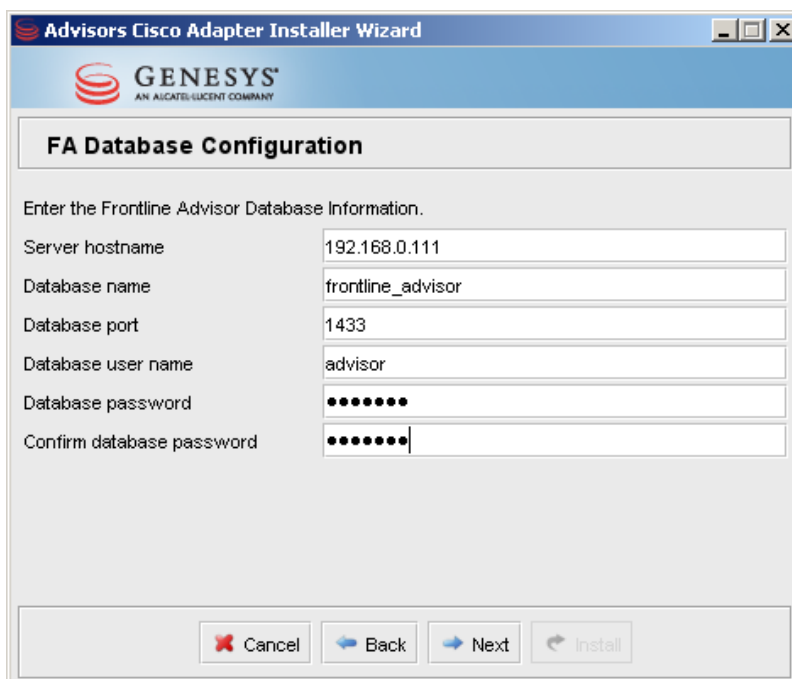 Advisors Cisco Adapter Installer Wizard
GENESYS
AN ALCATEL-LUCENT COMPANY
FA Database Configuration
Enter the Frontline Advisor Database Information.
Server hostname 192.168.0.111
Database name frontline_advisor
Database port 1433
Database user name advisor
Database password •••••••
Confirm database password •••••••
Cancel Back Next Install